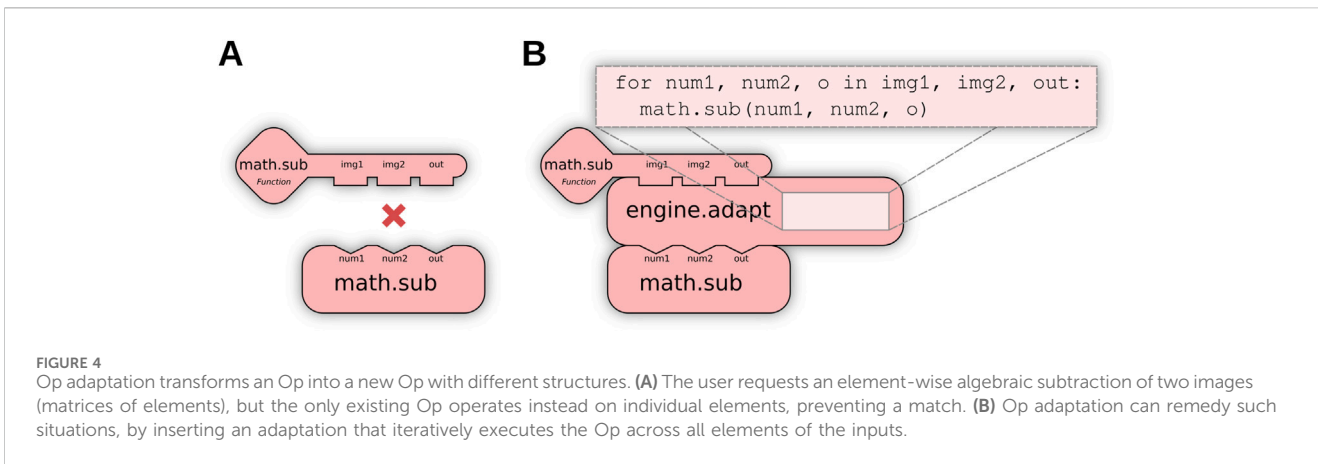 A
math.sub
Function
img1 img2 out
num1 num2 out
math.sub
B
for num1, num2, o in img1, img2, out:
math.sub(num1, num2, o)
math.sub
Function
img1 img2 out
engine.adapt
num1 num2 out
math.sub
FIGURE 4
Op adaptation transforms an Op into a new Op with different structures. (A) The user requests an element-wise algebraic subtraction of two images
(matrices of elements), but the only existing Op operates instead on individual elements, preventing a match. (B) Op adaptation can remedy such
situations, by inserting an adaptation that iteratively executes the Op across all elements of the inputs.